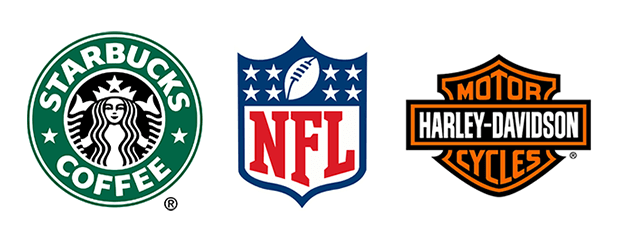 STARBUCKS
COFFEE
®
NFL
MOTOR
HARLEY-DAVIDSON
CYCLES
®